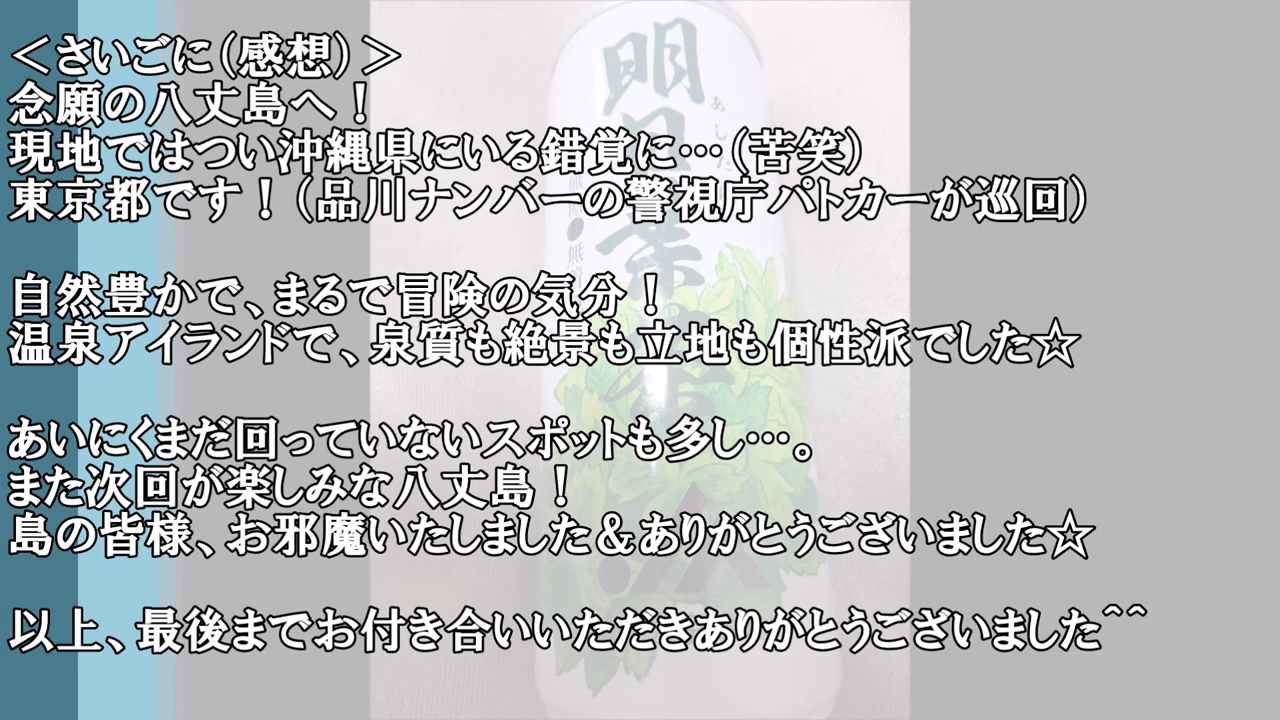 ＜さいごに（感想）＞
念願の八丈島へ！
現地ではつい沖縄県にいる錯覚に…（苦笑）
東京都です！（品川ナンバーの警視庁パトカーが巡回）
自然豊かで、まるで冒険の気分！
温泉アイランドで、泉質も絶景も立地も個性派でした☆
あいにくまだ回っていないスポットも多し…。
また次回が楽しみな八丈島！
島の皆様、お邪魔いたしました＆ありがとうございました☆
以上、最後までお付き合いいただきありがとうございました^^
明日葉